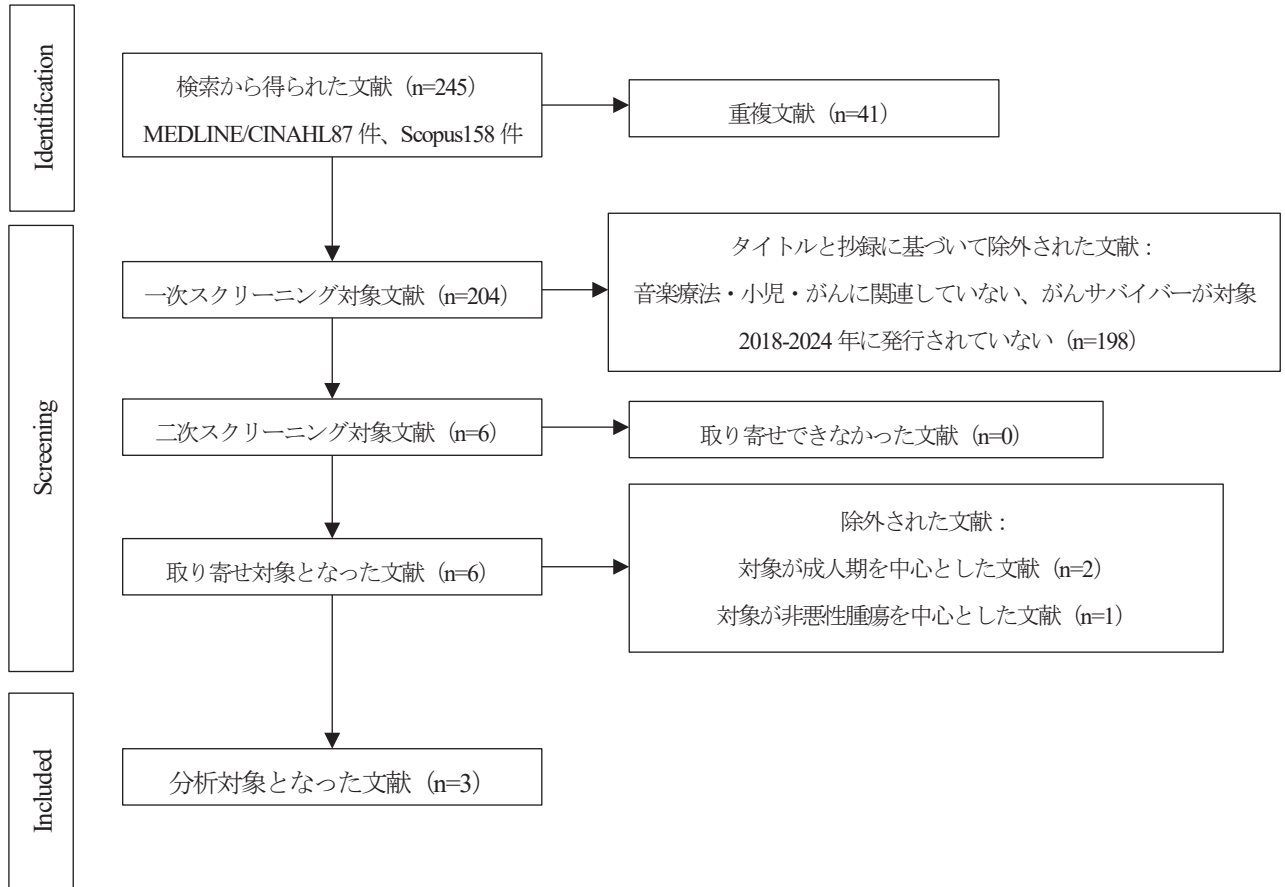 Identification
検索から得られた文献（n=245）
MEDLINE/CINAHL87 件、Scopus158 件
重複文献（n=41）
Screening
一次スクリーニング対象文献（n=204）
タイトルと抄録に基づいて除外された文献：
音楽療法・小児・がんに関連していない、がんサバイバーが対象
2018-2024 年に発行されていない（n=198）
二次スクリーニング対象文献（n=6）
取り寄せできなかった文献（n=0）
取り寄せ対象となった文献（n=6）
除外された文献：
対象が成人期を中心とした文献（n=2）
対象が非悪性腫瘍を中心とした文献（n=1）
Included
分析対象となった文献（n=3）